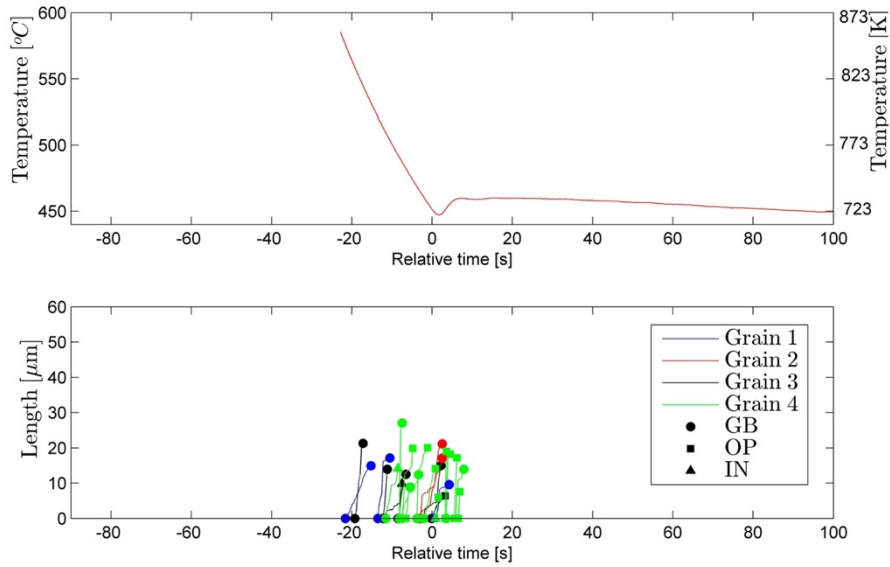 600
550
500
450
Temperature [°C]
873
823
773
723
Temperature [K]
-80 -60 -40 -20 0 20 40 60 80 100
Relative time [s]
60
50
40
30
20
10
0
Length [μm]
Grain 1
Grain 2
Grain 3
Grain 4
GB
OP
IN
-80 -60 -40 -20 0 20 40 60 80 100
Relative time [s]